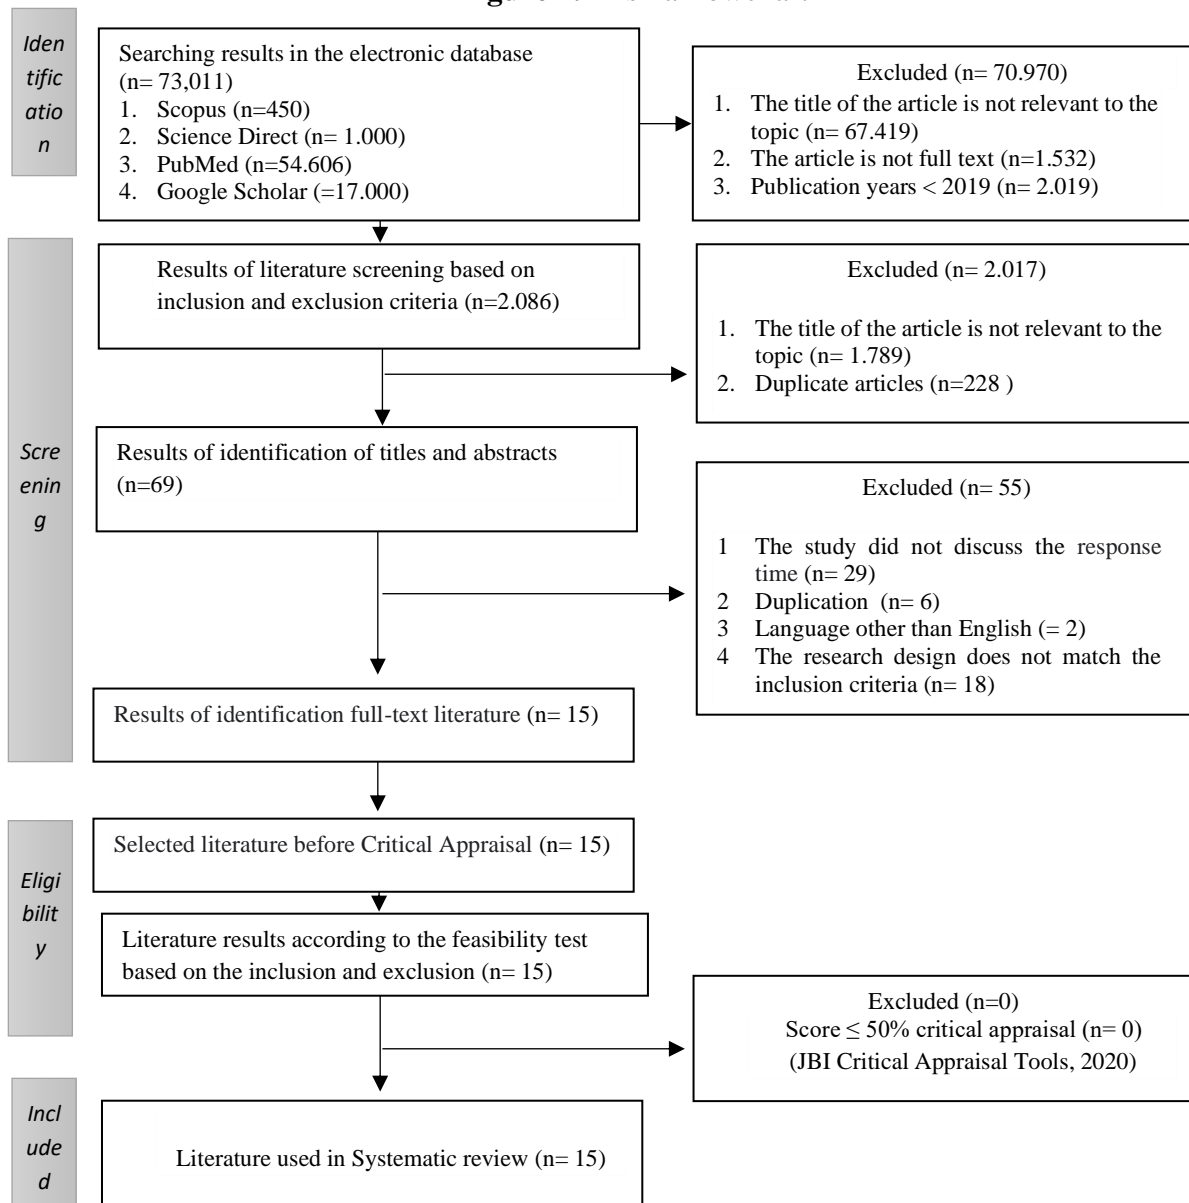 Iden
tific
atio
n
Searching results in the electronic database
(n= 73,011)
1. Scopus (n=450)
2. Science Direct (n= 1.000)
3. PubMed (n=54.606)
4. Google Scholar (=17.000)
Excluded (n= 70.970)
1. The title of the article is not relevant to the
topic (n= 67.419)
2. The article is not full text (n=1.532)
3. Publication years < 2019 (n= 2.019)
Scre
enin
g
Results of literature screening based on
inclusion and exclusion criteria (n=2.086)
Excluded (n= 2.017)
1. The title of the article is not relevant to the
topic (n= 1.789)
2. Duplicate articles (n=228 )
Results of identification of titles and abstracts
(n=69)
Excluded (n= 55)
1 The study did not discuss the response
time (n= 29)
2 Duplication (n= 6)
3 Language other than English (= 2)
4 The research design does not match the
inclusion criteria (n= 18)
Results of identification full-text literature (n= 15)
Eligi
bilit
y
Selected literature before Critical Appraisal (n= 15)
Literature results according to the feasibility test
based on the inclusion and exclusion (n= 15)
Excluded (n=0)
Score ≤ 50% critical appraisal (n= 0)
(JBI Critical Appraisal Tools, 2020)
Incl
ude
d
Literature used in Systematic review (n= 15)